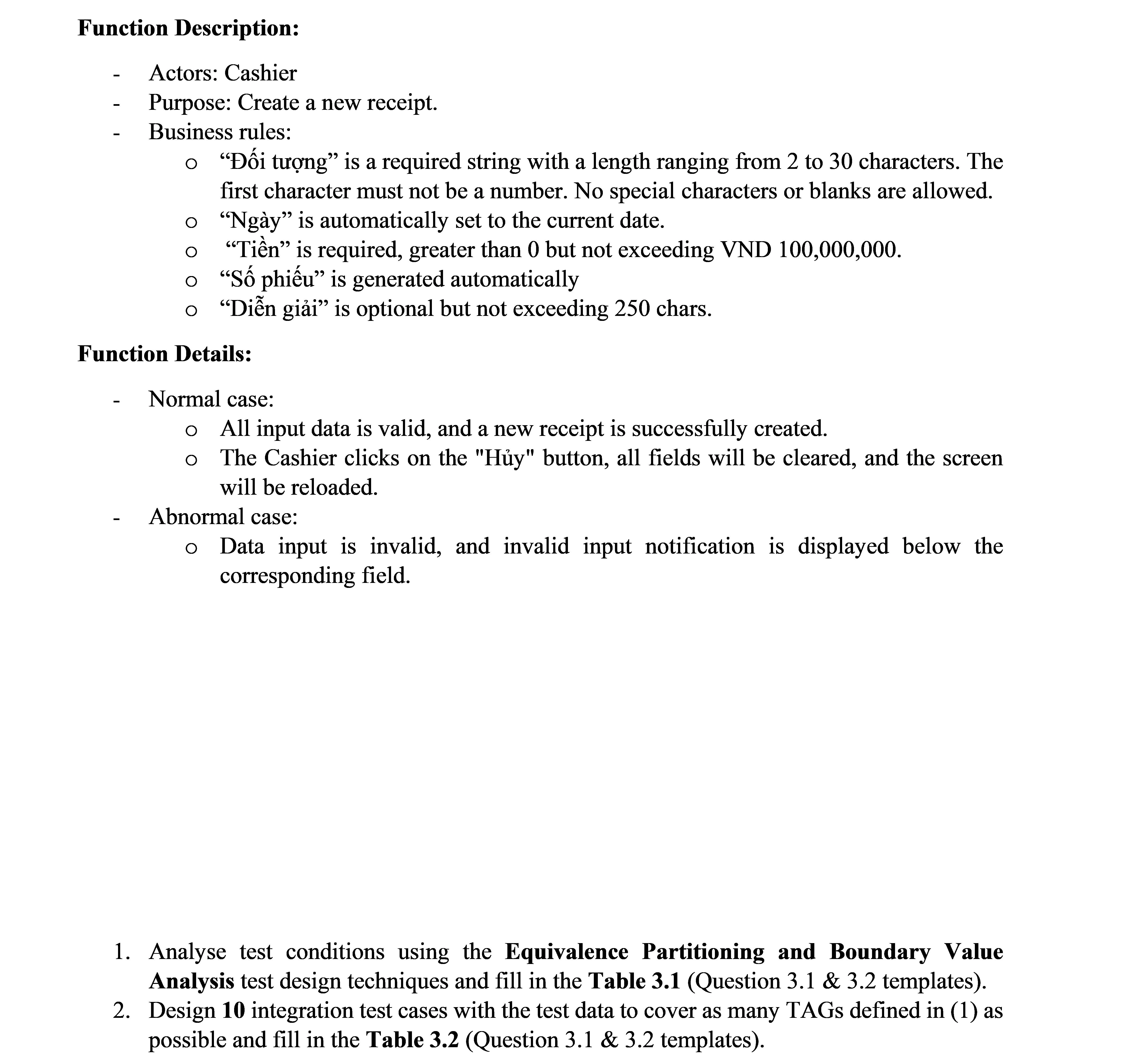 Function Description:
- Actors: Cashier
- Purpose: Create a new receipt.
- Business rules:
o “Đối tượng” is a required string with a length ranging from 2 to 30 characters. The
first character must not be a number. No special characters or blanks are allowed.
o “Ngày” is automatically set to the current date.
o “Tiền” is required, greater than 0 but not exceeding VND 100,000,000.
o “Số phiếu” is generated automatically
o “Diễn giải” is optional but not exceeding 250 chars.
Function Details:
- Normal case:
o All input data is valid, and a new receipt is successfully created.
o The Cashier clicks on the "Hủy" button, all fields will be cleared, and the screen
will be reloaded.
- Abnormal case:
o Data input is invalid, and invalid input notification is displayed below the
corresponding field.
1. Analyse test conditions using the Equivalence Partitioning and Boundary Value
Analysis test design techniques and fill in the Table 3.1 (Question 3.1 & 3.2 templates).
2. Design 10 integration test cases with the test data to cover as many TAGs defined in (1) as
possible and fill in the Table 3.2 (Question 3.1 & 3.2 templates).